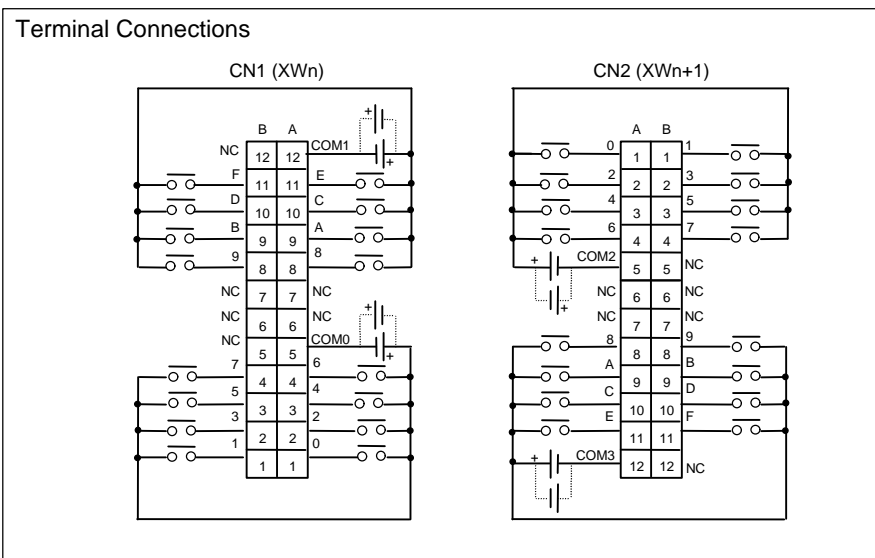 Terminal Connections
CN1 (XWn)
B A
NC 12 12 COM1 + +
F 11 11 E
D 10 10 C
B 9 9 A
9 8 8 8
NC 7 7 NC
NC 6 6 NC
NC 5 5 COM0 + +
7 4 4 6
5 3 3 4
3 2 2 2
1 1 1 0
CN2 (XWn+1)
A B
0 1 1 1
2 2 2 3
4 3 3 5
6 4 4 7
+ COM2 5 5 NC
+ NC 6 6 NC
NC 7 7 NC
8 8 8 9
A 9 9 B
C 10 10 D
E 11 11 F
+ COM3 12 12 NC